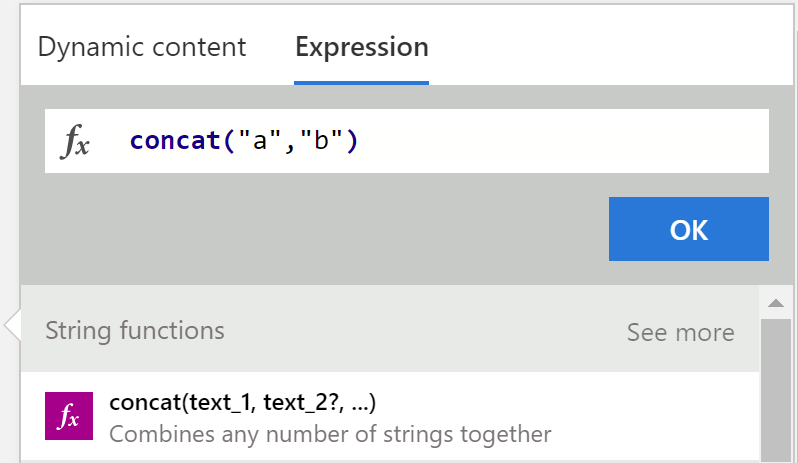 Dynamic content Expression
fx concat("a","b")
OK
String functions See more
fx concat(text_1, text_2?, ...)
Combines any number of strings together